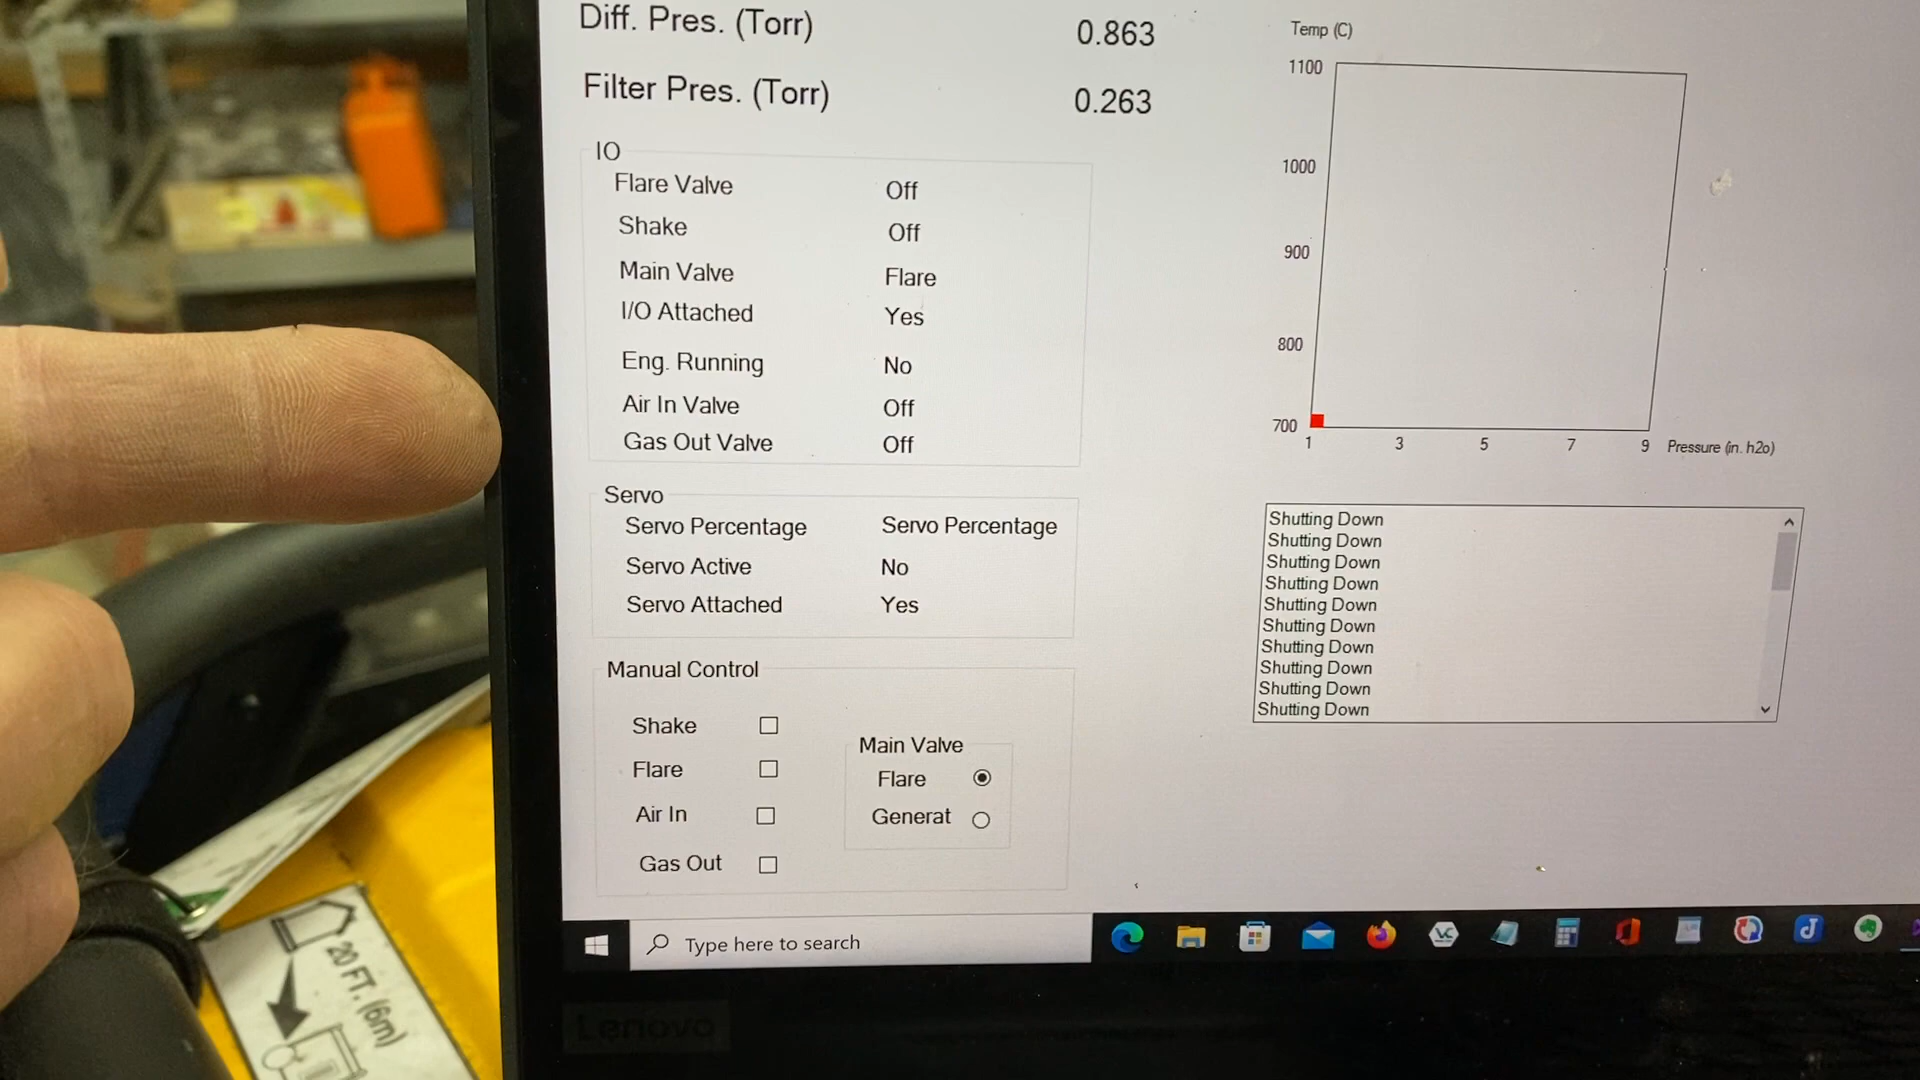 Diff. Pres. (Torr) 0.863
Filter Pres. (Torr) 0.263
IO
Flare Valve Off
Shake Off
Main Valve Flare
I/O Attached Yes
Eng. Running No
Air In Valve Off
Gas Out Valve Off
Servo
Servo Percentage Servo Percentage
Servo Active No
Servo Attached Yes
Manual Control
Shake
Flare
Air In
Gas Out
Main Valve
Flare
Generat
Temp (C)
1100
1000
900
800
700
1 3 5 7 9 Pressure (in. h2o)
Shutting Down
Shutting Down
Shutting Down
Shutting Down
Shutting Down
Shutting Down
Shutting Down
Shutting Down
Shutting Down
Shutting Down
Type here to search
VC
J
Lenovo
20 FT. (6m)